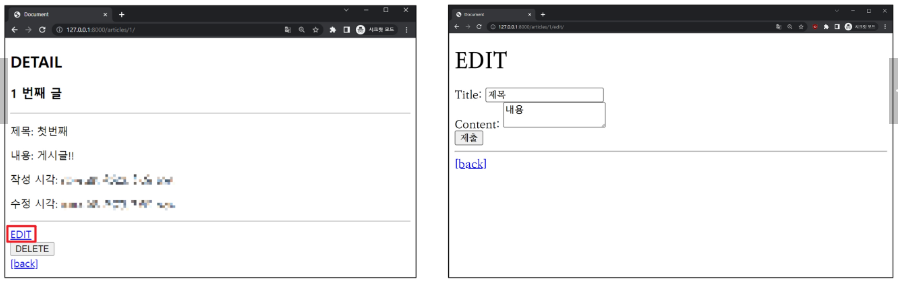 Document
127.0.0.1:8000/articles/1/
시크릿 모드
DETAIL
1 번째 글
제목: 첫번째
내용: 게시글!!
작성 시각:
수정 시각:
EDIT
DELETE
[back]
Document
127.0.0.1:8000/articles/1/edit/
시크릿 모드
EDIT
Title: 제목
Content: 내용
제출
[back]